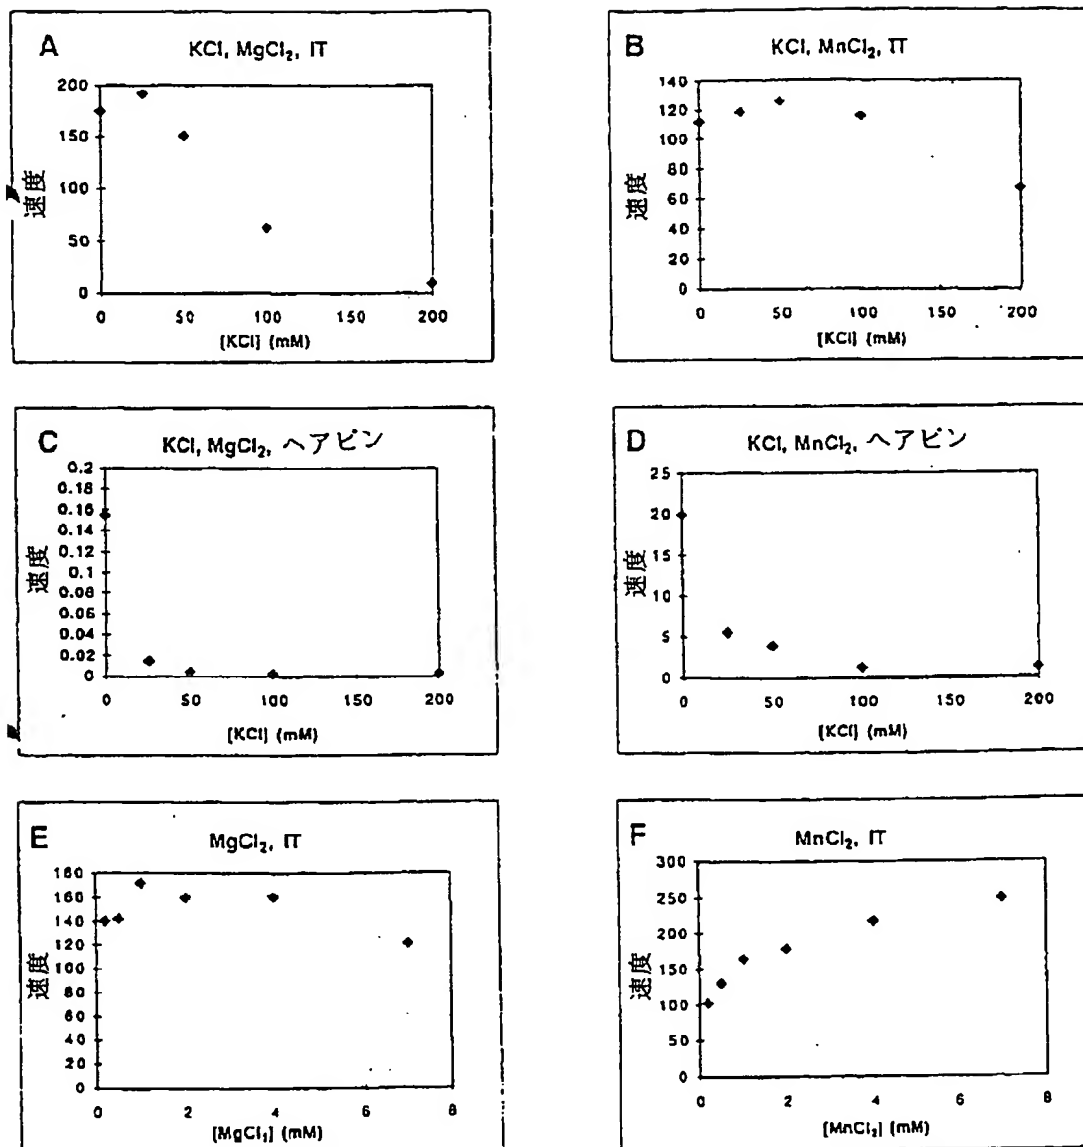 A
KCl, MgCl₂, IT
200
150
100
50
0
速度
0 50 100 150 200
[KCl] (mM)
B
KCl, MnCl₂, IT
140
120
100
80
60
40
20
0
速度
0 50 100 150 200
[KCl] (mM)
C
KCl, MgCl₂, ヘアピン
0.2
0.18
0.16
0.14
0.12
0.1
0.08
0.06
0.04
0.02
0
速度
0 50 100 150 200
[KCl] (mM)
D
KCl, MnCl₂, ヘアピン
25
20
15
10
5
0
速度
0 50 100 150 200
[KCl] (mM)
E
MgCl₂, IT
180
160
140
120
100
80
60
40
20
0
速度
0 2 4 6 8
[MgCl₂] (mM)
F
MnCl₂, IT
300
250
200
150
100
50
0
速度
0 2 4 6 8
[MnCl₂] (mM)